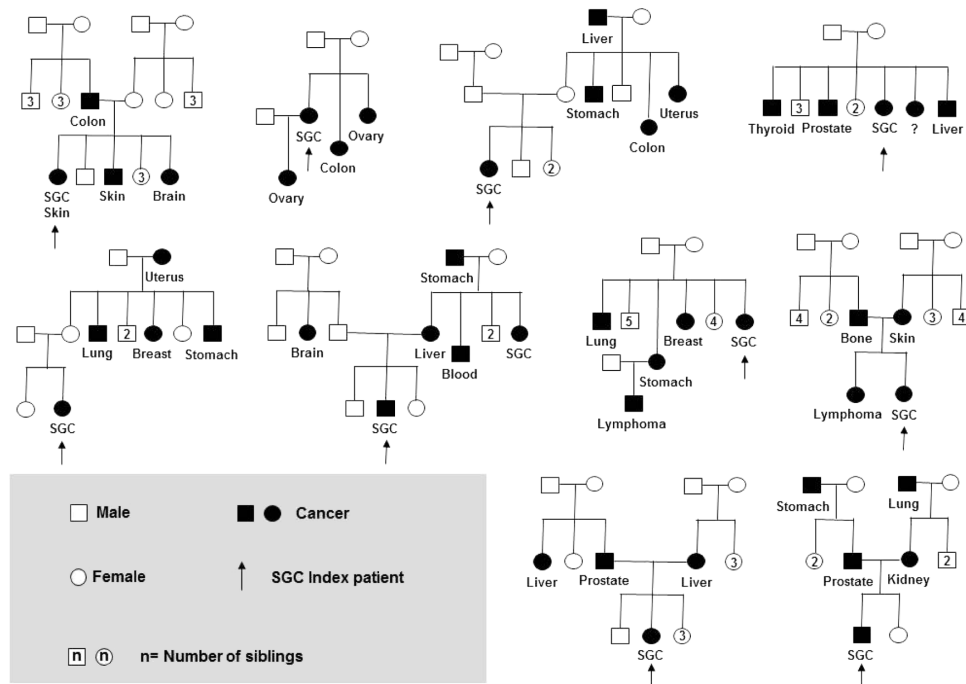 Liver
3
3
3
Colon
Stomach
Uterus
Colon
3
2
Thyroid
Prostate
SGC
?
Liver
SGC
Ovary
Colon
Ovary
SGC
Skin
Skin
3
Brain
SGC
2
Uterus
2
Lung
Breast
Stomach
SGC
Stomach
Brain
Liver
Blood
2
SGC
SGC
5
4
Lung
Breast
SGC
Stomach
Lymphoma
4
2
3
4
Bone
Skin
Lymphoma
SGC
Male
Cancer
Female
SGC Index patient
n n n= Number of siblings
Liver
Prostate
Liver
3
3
SGC
Stomach
Lung
2
Prostate
Kidney
2
SGC